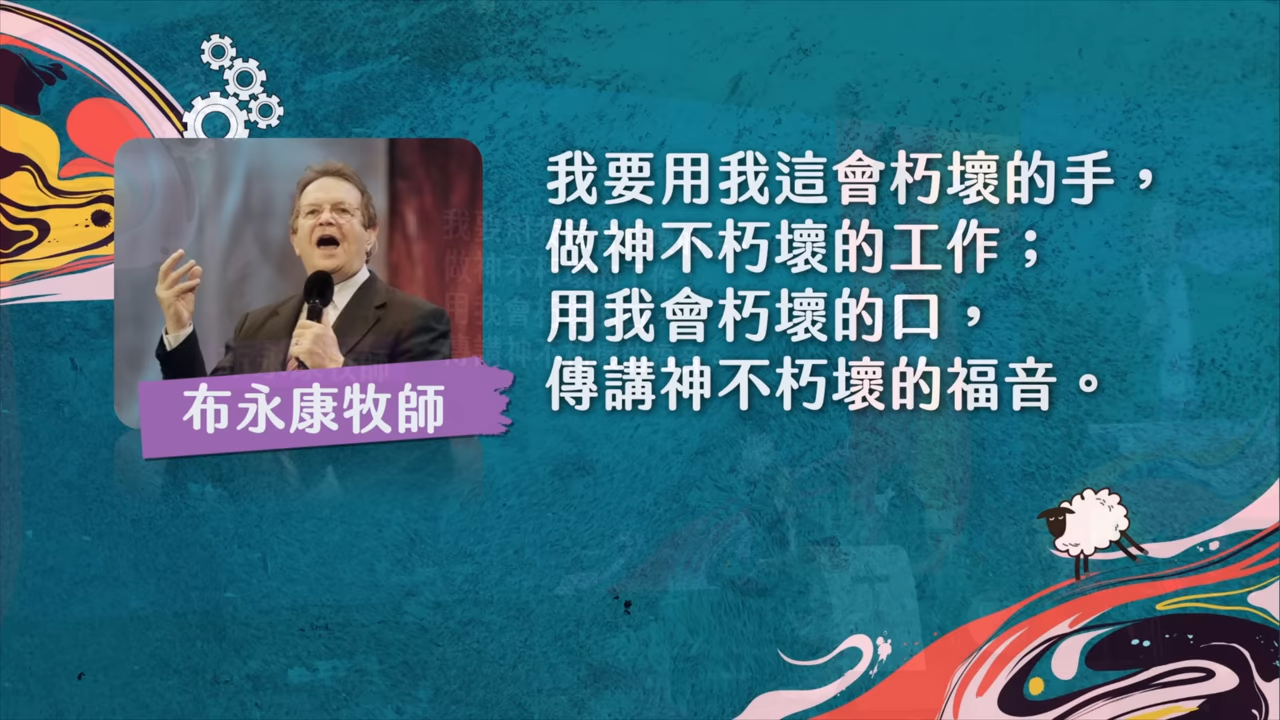 我要用我這會朽壞的手，
做神不朽壞的工作；
用我會朽壞的口，
傳講神不朽壞的福音。
布永康牧師